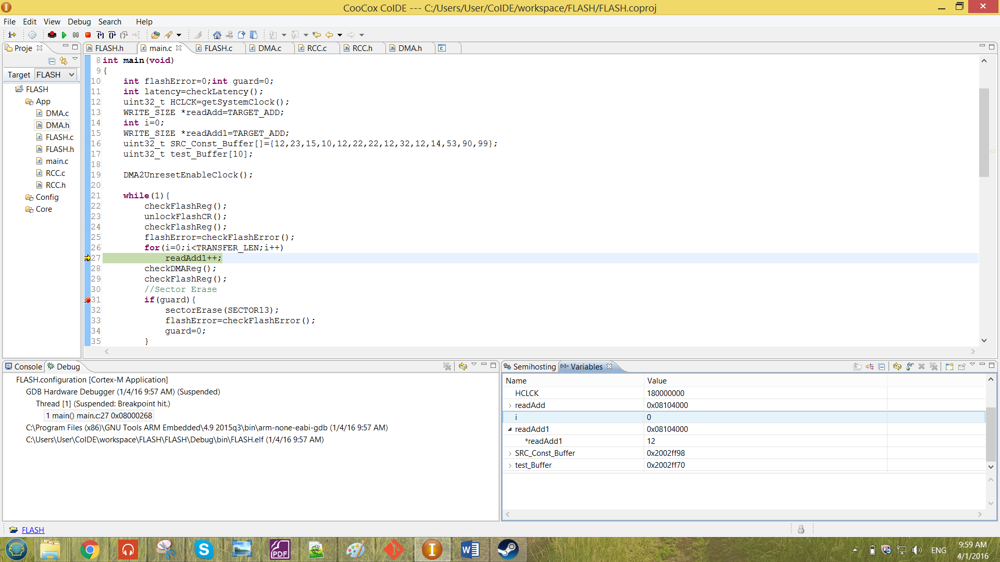 CooCox CoIDE --- C:/Users/User/CoIDE/workspace/FLASH/FLASH.coproj
File Edit View Debug Search Help
Proje
FLASH.h main.c FLASH.c DMA.c RCC.c RCC.h DMA.h
Target FLASH
FLASH
App
DMA.c
DMA.h
FLASH.c
FLASH.h
main.c
RCC.c
RCC.h
Config
Core
8 int main(void)
9 {
10 int flashError=0;int guard=0;
11 int latency=checkLatency();
12 uint32_t HCLCK=getSystemClock();
13 WRITE_SIZE *readAdd=TARGET_ADD;
14 int i=0;
15 WRITE_SIZE *readAdd1=TARGET_ADD;
16 uint32_t SRC_Const_Buffer[]={12,23,15,10,12,22,22,12,32,12,14,53,90,99};
17 uint32_t test_Buffer[10];
18
19 DMA2UnresetEnableClock();
20
21 while(1){
22 checkFlashReg();
23 unlockFlashCR();
24 checkFlashReg();
25 flashError=checkFlashError();
26 for(i=0;i<TRANSFER_LEN;i++)
27 readAdd1++;
28 checkDMAReg();
29 checkFlashReg();
30 //Sector Erase
31 if(guard){
32 sectorErase(SECTOR13);
33 flashError=checkFlashError();
34 guard=0;
35 }
Console Debug
FLASH.configuration [Cortex-M Application]
GDB Hardware Debugger (1/4/16 9:57 AM) (Suspended)
Thread [1] (Suspended: Breakpoint hit.)
1 main() main.c:27 0x08000268
C:\Program Files (x86)\GNU Tools ARM Embedded\4.9 2015q3\bin\arm-none-eabi-gdb (1/4/16 9:57 AM)
C:\Users\User\CoIDE\workspace\FLASH\FLASH\Debug\bin\FLASH.elf (1/4/16 9:57 AM)
Semihosting Variables
Name Value
HCLCK 180000000
readAdd 0x08104000
i 0
readAdd1 0x08104000
*readAdd1 12
SRC_Const_Buffer 0x2002ff98
test_Buffer 0x2002ff70
FLASH
PDF
ENG
9:59 AM
4/1/2016